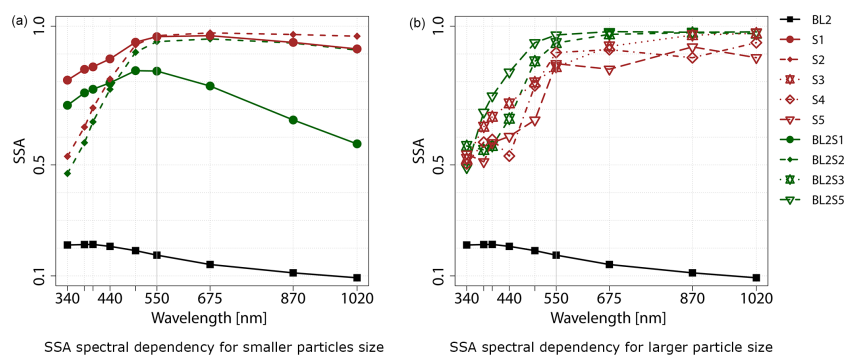 (a)
1.0
0.5
0.1
SSA
340
440
550
675
870
1020
Wavelength [nm]
SSA spectral dependency for smaller particles size
(b)
1.0
0.5
0.1
SSA
340
440
550
675
870
1020
Wavelength [nm]
SSA spectral dependency for larger particle size
BL2
S1
S2
S3
S4
S5
BL2S1
BL2S2
BL2S3
BL2S5